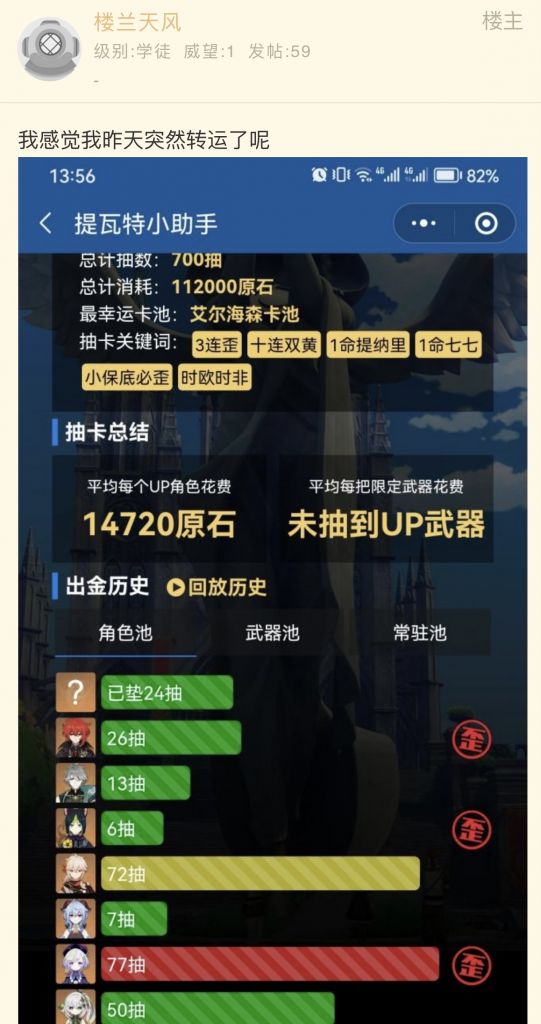 楼兰天风
楼主
级别:学徒 威望:1 发帖:59
-
我感觉我昨天突然转运了呢
13:56
4G 4G 82%
提瓦特小助手
总计抽数: 700抽
总计消耗: 112000原石
最幸运卡池: 艾尔海森卡池
抽卡关键词: 3连歪 十连双黄 1命提纳里 1命七七
小保底必歪 时欧时非
抽卡总结
平均每个UP角色花费 平均每把限定武器花费
14720原石 未抽到UP武器
出金历史 回放历史
角色池 武器池 常驻池
? 已垫24抽
26抽 歪
13抽
6抽 歪
72抽
7抽
77抽 歪
50抽